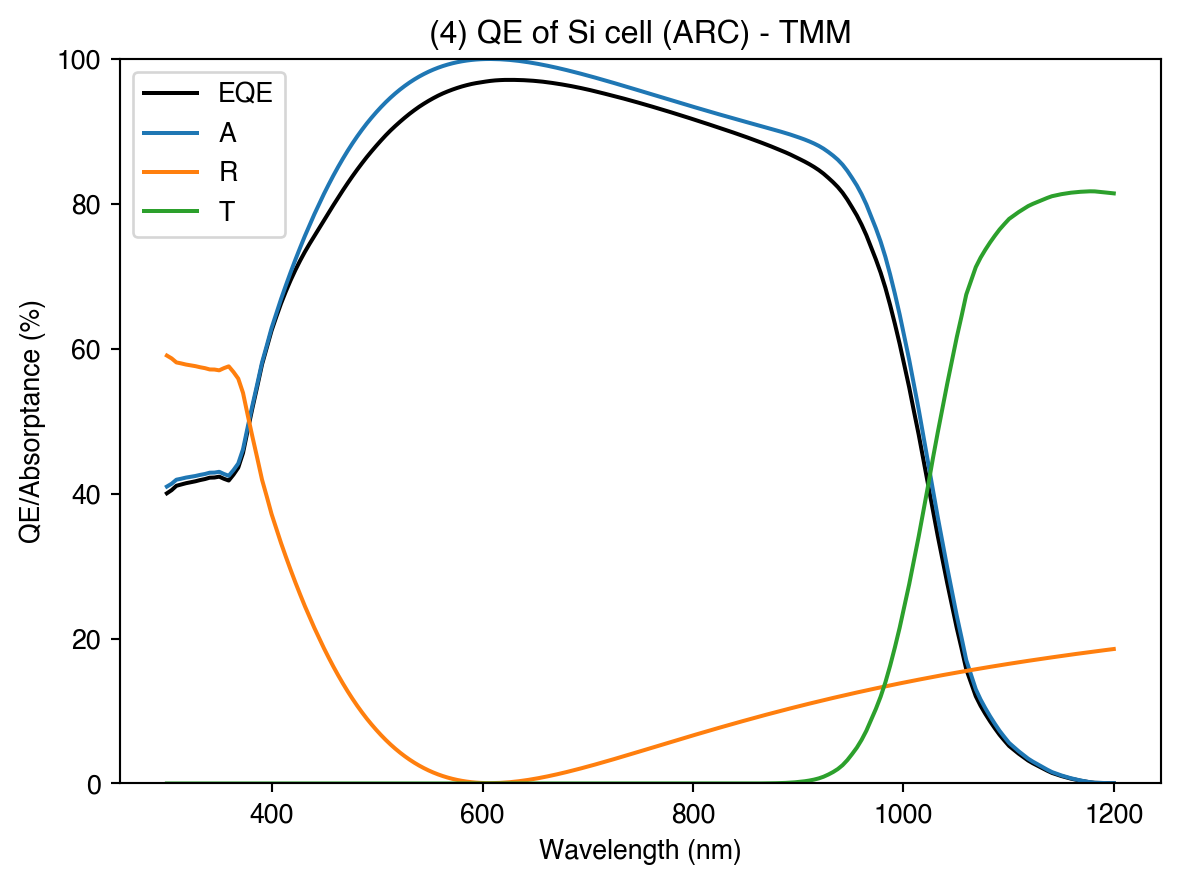 (4) QE of Si cell (ARC) - TMM
100
80
60
40
20
0
QE/Absorptance (%)
EQE
A
R
T
400
600
800
1000
1200
Wavelength (nm)